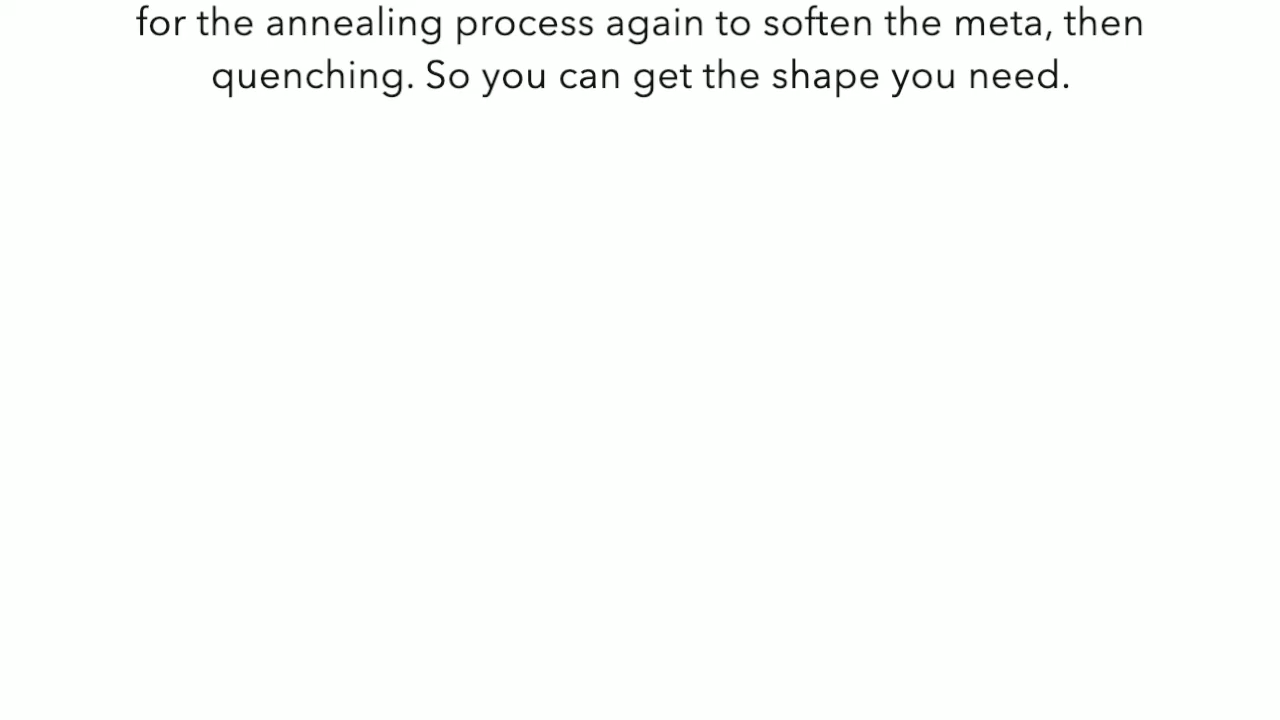 for the annealing process again to soften the meta, then
quenching. So you can get the shape you need.